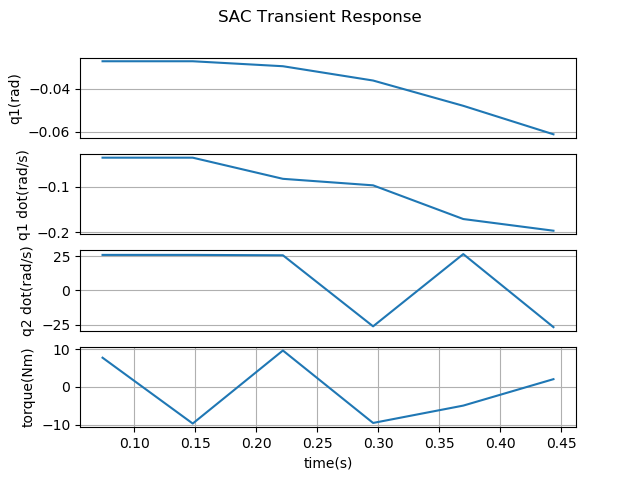 SAC Transient Response
q1(rad)
−0.04
−0.06
q1 dot(rad/s)
−0.1
−0.2
q2 dot(rad/s)
25
0
−25
torque(Nm)
10
0
−10
0.10 0.15 0.20 0.25 0.30 0.35 0.40 0.45
time(s)